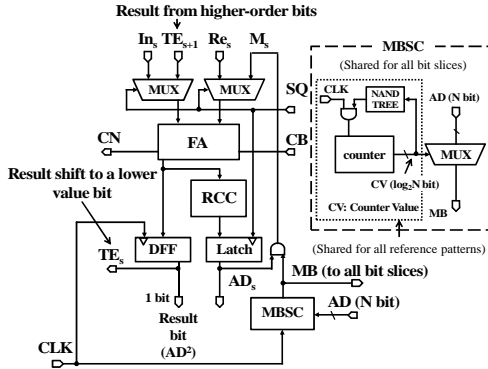 Result from higher-order bits
In_s TE_{s+1} Re_s M_s
MUX MUX
SQ
CN FA CB
Result shift to a lower
value bit
RCC
DFF Latch
TE_s
AD_s
MB (to all bit slices)
1 bit
Result
bit
(AD²)
MBSC
AD (N bit)
CLK
MBSC
(Shared for all bit slices)
CLK
NAND
TREE
AD (N bit)
counter
MUX
CV (log₂N bit)
CV: Counter Value
MB
(Shared for all reference patterns)